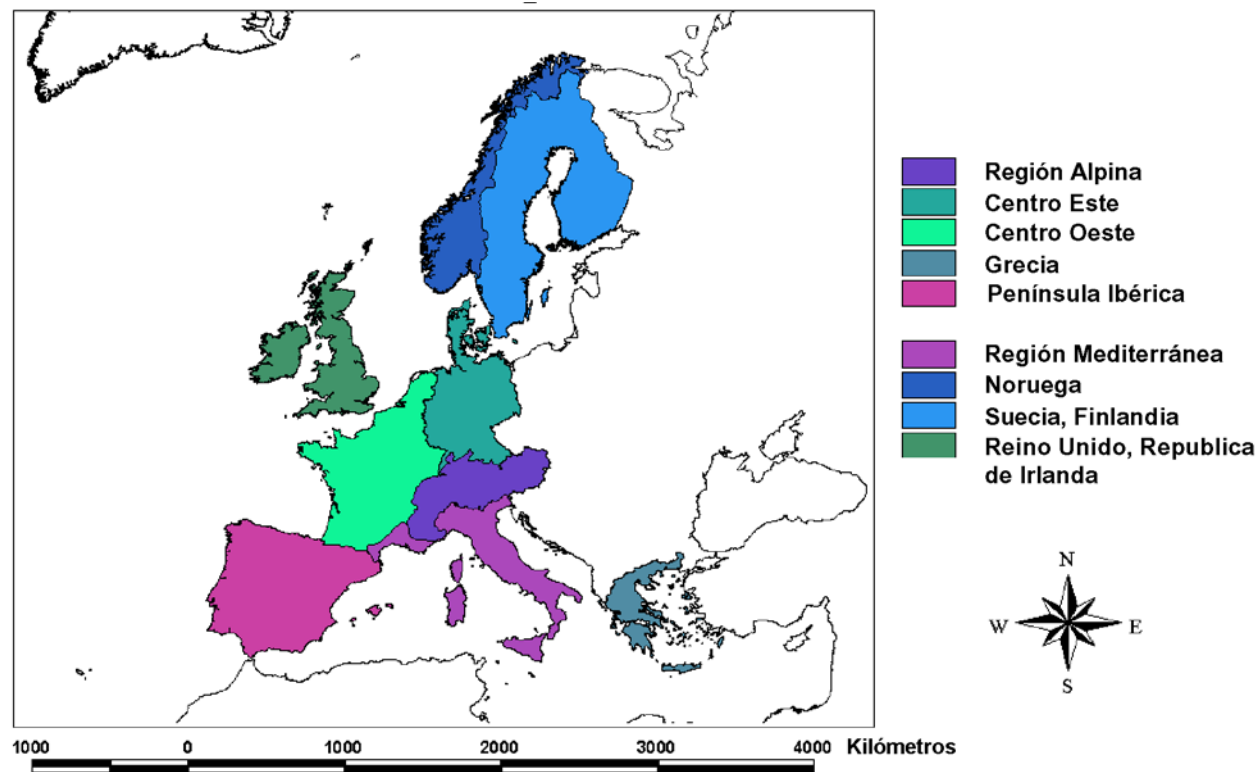 Región Alpina
Centro Este
Centro Oeste
Grecia
Península Ibérica
Región Mediterránea
Noruega
Suecia, Finlandia
Reino Unido, Republica
de Irlanda
N
W E
S
1000 0 1000 2000 3000 4000 Kilómetros